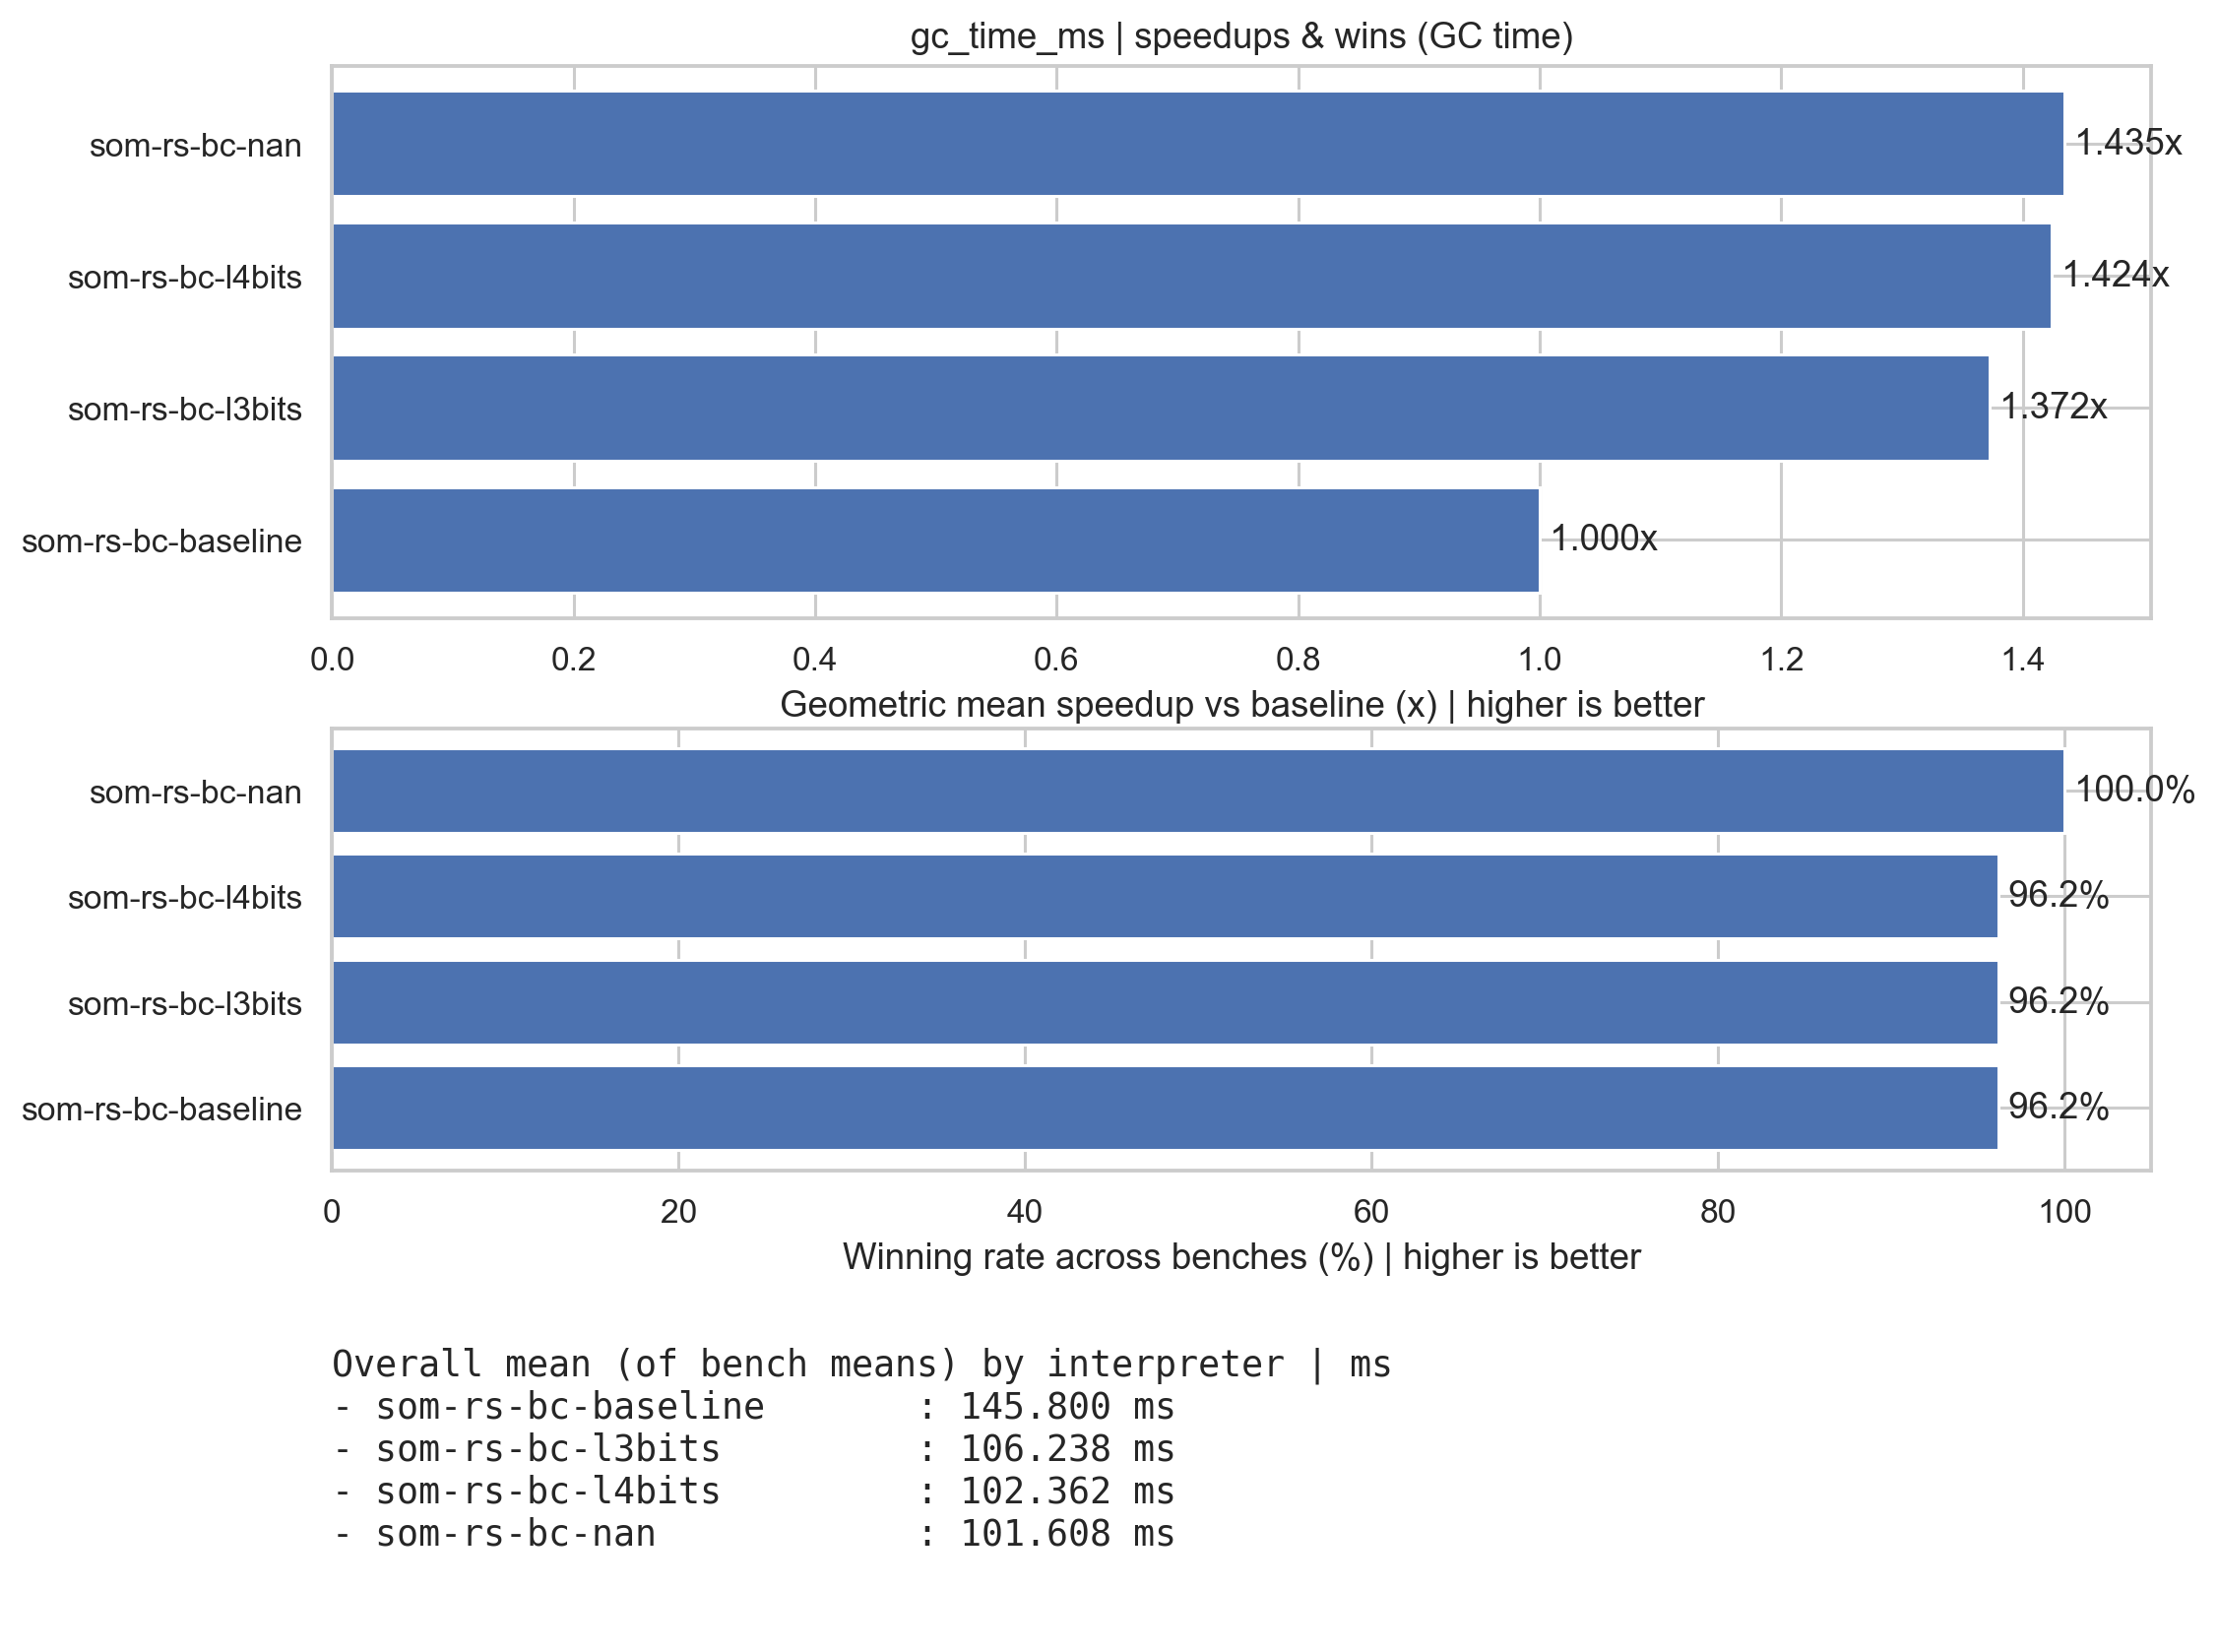 gc_time_ms | speedups & wins (GC time)
som-rs-bc-nan
1.435x
som-rs-bc-l4bits
1.424x
som-rs-bc-l3bits
1.372x
som-rs-bc-baseline
1.000x
0.0 0.2 0.4 0.6 0.8 1.0 1.2 1.4
Geometric mean speedup vs baseline (x) | higher is better
som-rs-bc-nan
100.0%
som-rs-bc-l4bits
96.2%
som-rs-bc-l3bits
96.2%
som-rs-bc-baseline
96.2%
0 20 40 60 80 100
Winning rate across benches (%) | higher is better
Overall mean (of bench means) by interpreter | ms
- som-rs-bc-baseline : 145.800 ms
- som-rs-bc-l3bits : 106.238 ms
- som-rs-bc-l4bits : 102.362 ms
- som-rs-bc-nan : 101.608 ms